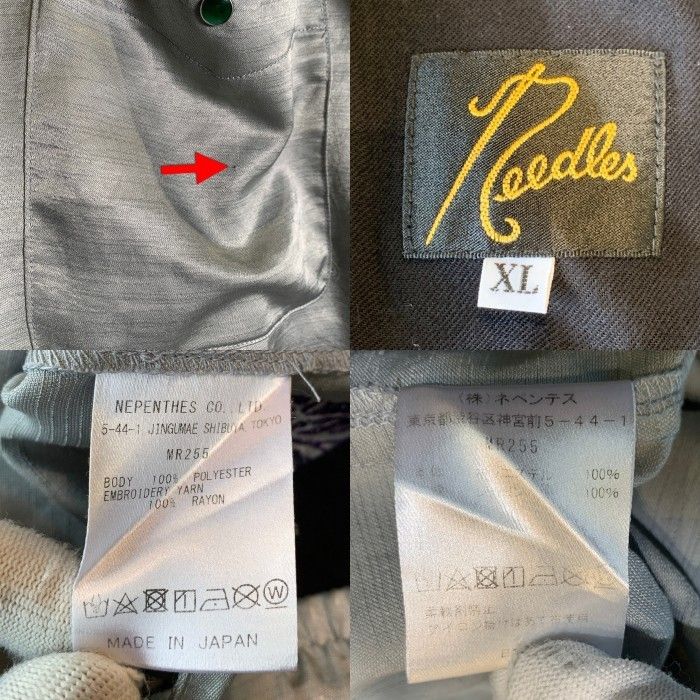 Needles
XL
NEPENTHES CO., LTD.
5-44-1 JINGUMAE SHIBUYA, TOKYO
MR255
BODY 100% POLYESTER
EMBROIDERY YARN
100% RAYON
MADE IN JAPAN
(株) ネペンテス
東京都渋谷区神宮前5-44-1
MR255
100%
100%